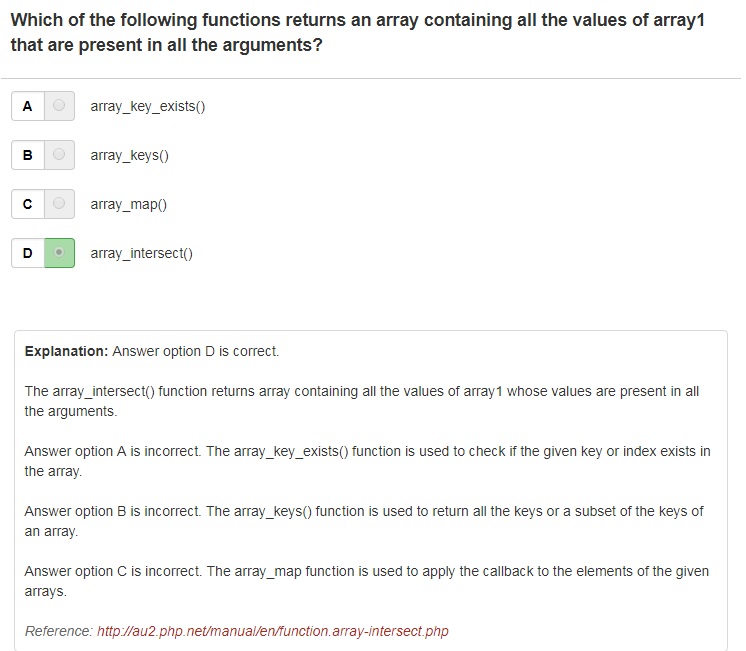 Which of the following functions returns an array containing all the values of array1
that are present in all the arguments?
A array_key_exists()
B array_keys()
C array_map()
D array_intersect()
Explanation: Answer option D is correct.
The array_intersect() function returns array containing all the values of array1 whose values are present in all
the arguments.
Answer option A is incorrect. The array_key_exists() function is used to check if the given key or index exists in
the array.
Answer option B is incorrect. The array_keys() function is used to return all the keys or a subset of the keys of
an array.
Answer option C is incorrect. The array_map function is used to apply the callback to the elements of the given
arrays.
Reference: http://au2.php.net/manual/en/function.array-intersect.php